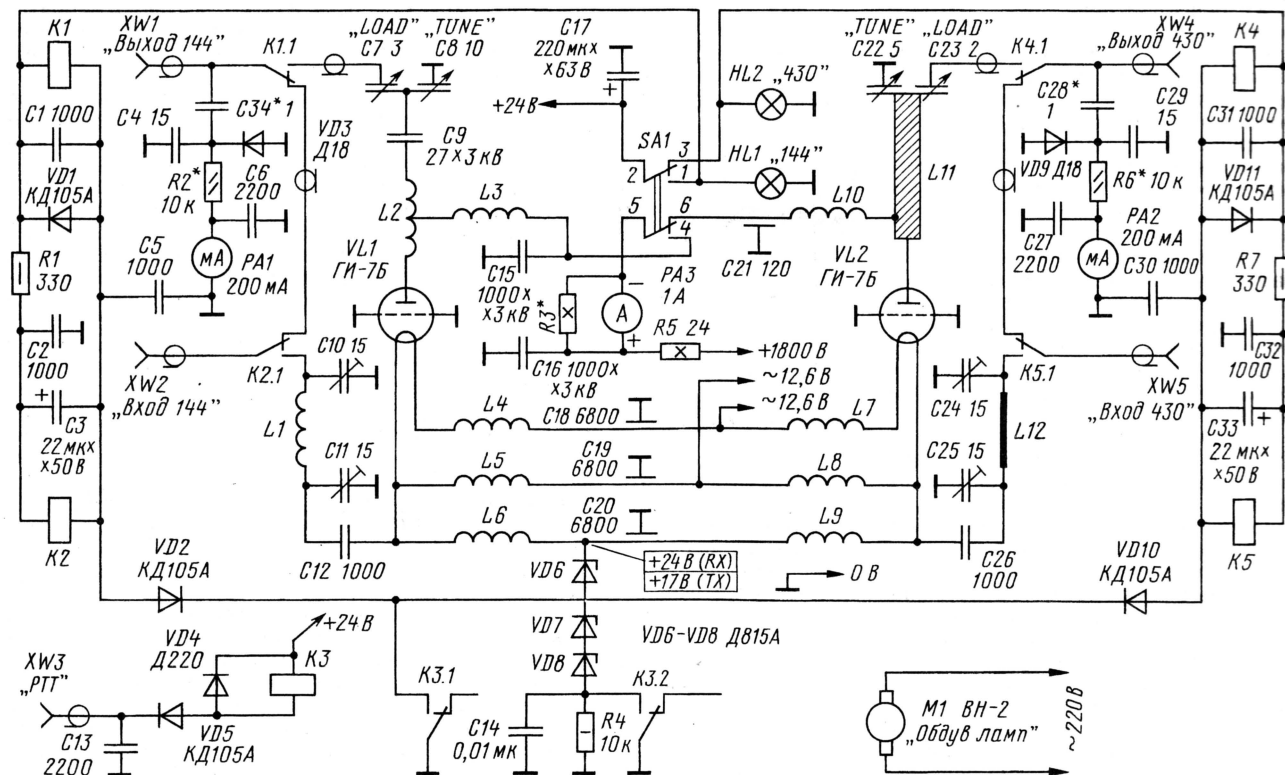 K1
XW1
„Выход 144"
K1.1
„LOAD"
C7 3
„TUNE"
C8 10
C17
220 мк×
×63 В
„TUNE"
C22 5
„LOAD"
C23 2
K4.1
XW4
„Выход 430"
K4
C1 1000
C4 15
C34* 1
VD3
Д18
+24 В
HL2 „430"
C28*
1
C29
15
C31 1000
VD1
КД105А
R2*
10 к
C6
2200
C9
27 × 3 кВ
SA1
3
2
1
HL1 „144"
L11
VD9 Д18
R6* 10 к
VD11
КД105А
L2
L3
5
6
4
L10
R1
330
C5
1000
мА
PA1
200 мА
VL1
ГИ-7Б
C15
1000 ×
×3 кВ
R3*
–
PA3
1 А
А
+
C21 120
VL2
ГИ-7Б
C27
2200
PA2
200 мА
мА
C30 1000
R7
330
C2
1000
XW2
„Вход 144"
K2.1
C10 15
C16 1000 ×
×3 кВ
R5 24
+1800 В
~12,6 В
~12,6 В
K5.1
XW5
„Вход 430"
C32
1000
+
C3
22 мк×
×50 В
L1
C11 15
L4
C18 6800
L7
C24 15
L12
C33
22 мк×
×50 В
+
L5
C19
6800
L8
C25 15
K2
C12 1000
L6
C20
6800
L9
C26
1000
K5
VD2
КД105А
VD6
+24 В (RX)
+17 В (TX)
0 В
VD10
КД105А
XW3
„PTT"
VD4
Д220
+24 В
K3
VD7
VD8
VD6–VD8 Д815А
K3.1
K3.2
C13
2200
VD5
КД105А
C14
0,01 мк
R4
10 к
M1 ВН-2
„Обдув ламп"
~220 В